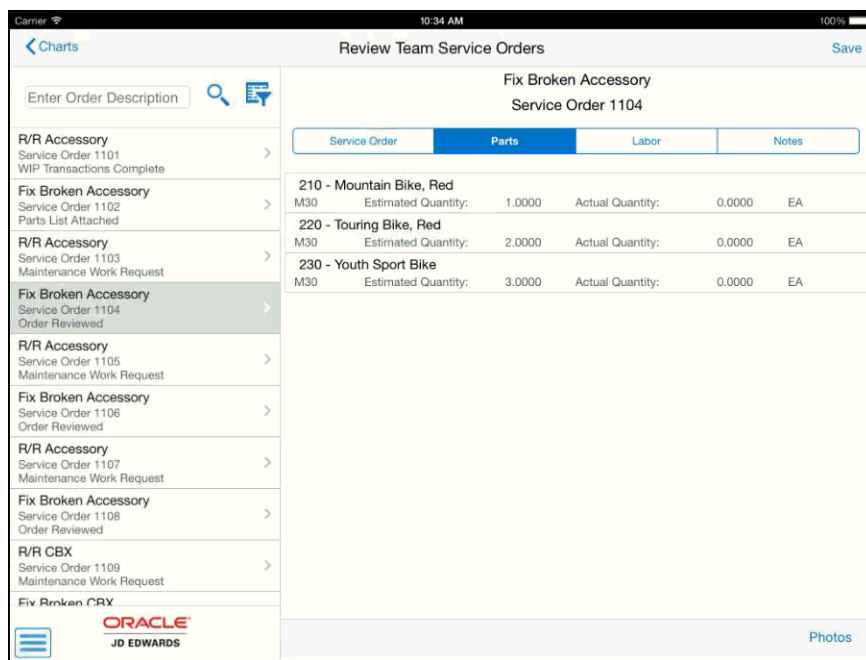 Carrier 10:34 AM 100%
Charts Review Team Service Orders Save
Enter Order Description
R/R Accessory
Service Order 1101
WIP Transactions Complete
Fix Broken Accessory
Service Order 1102
Parts List Attached
R/R Accessory
Service Order 1103
Maintenance Work Request
Fix Broken Accessory
Service Order 1104
Order Reviewed
R/R Accessory
Service Order 1105
Maintenance Work Request
Fix Broken Accessory
Service Order 1106
Order Reviewed
R/R Accessory
Service Order 1107
Maintenance Work Request
Fix Broken Accessory
Service Order 1108
Order Reviewed
R/R CBX
Service Order 1109
Maintenance Work Request
Fix Broken CBX
ORACLE
JD EDWARDS
Fix Broken Accessory
Service Order 1104
Service Order Parts Labor Notes
210 - Mountain Bike, Red
M30 Estimated Quantity: 1.0000 Actual Quantity: 0.0000 EA
220 - Touring Bike, Red
M30 Estimated Quantity: 2.0000 Actual Quantity: 0.0000 EA
230 - Youth Sport Bike
M30 Estimated Quantity: 3.0000 Actual Quantity: 0.0000 EA
Photos